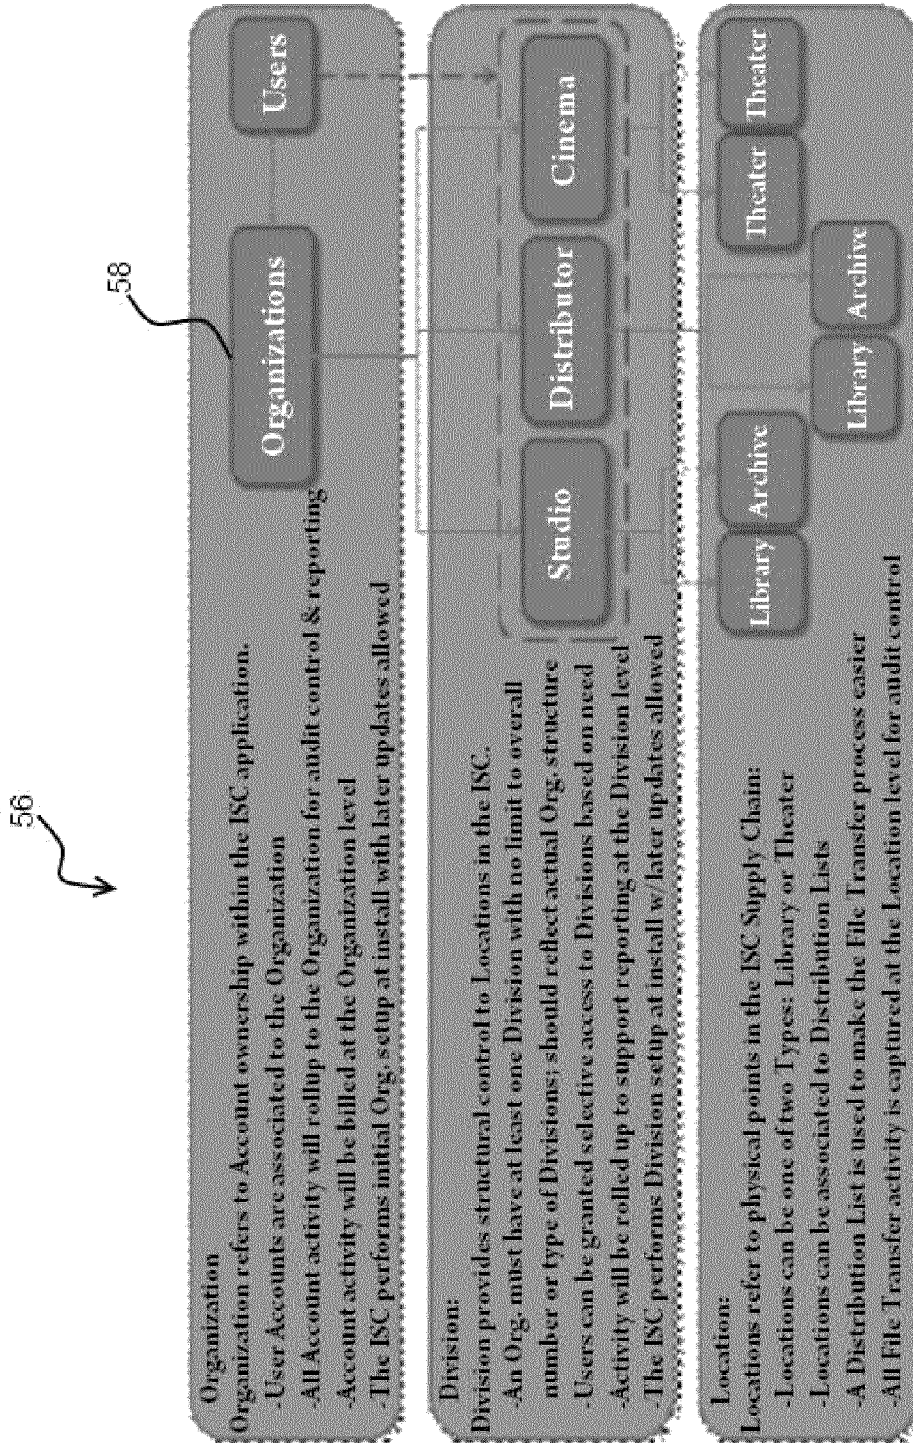 56
58
Organization
Organization refers to Account ownership within the ISC application.
-User Accounts are associated to the Organization
-All Account activity will rollup to the Organization for audit control & reporting
-Account activity will be billed at the Organization level
-The ISC performs initial Org. setup at install with later updates allowed
Organizations
Users
Division:
Division provides structural control to Locations in the ISC.
-An Org. must have at least one Division with no limit to overall
number or type of Divisions; should reflect actual Org. structure
-Users can be granted selective access to Divisions based on need
-Activity will be rolled up to support reporting at the Division level
-The ISC performs Division setup at install w/later updates allowed
Studio
Distributor
Cinema
Location:
Locations refer to physical points in the ISC Supply Chain:
-Locations can be one of two Types: Library or Theater
-Locations can be associated to Distribution Lists
-A Distribution List is used to make the File Transfer process easier
-All File Transfer activity is captured at the Location level for audit control
Library
Archive
Library
Archive
Theater
Theater